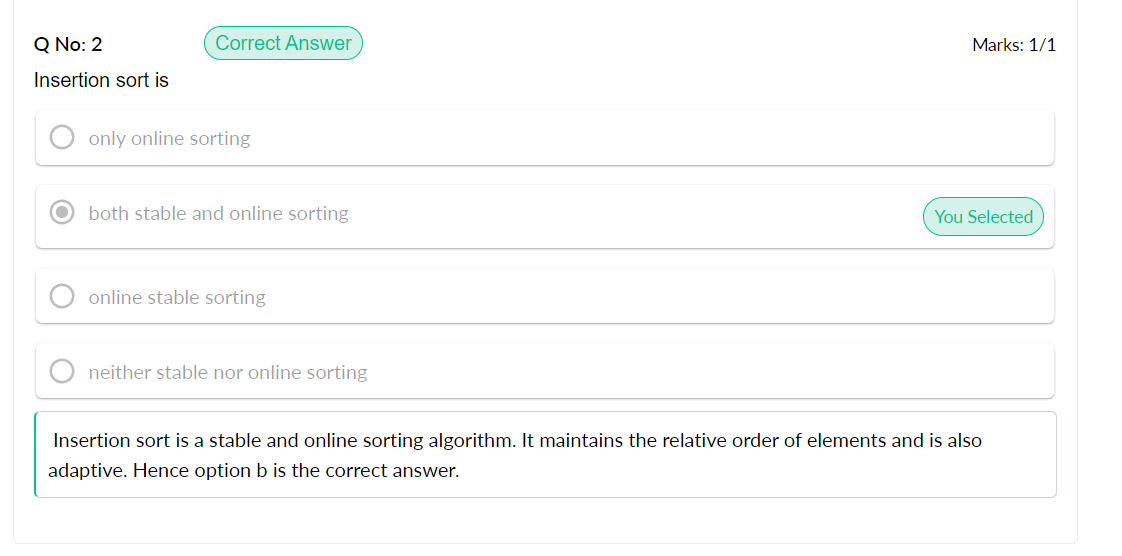 Q No: 2
Correct Answer
Marks: 1/1
Insertion sort is
only online sorting
both stable and online sorting
You Selected
online stable sorting
neither stable nor online sorting
Insertion sort is a stable and online sorting algorithm. It maintains the relative order of elements and is also
adaptive. Hence option b is the correct answer.